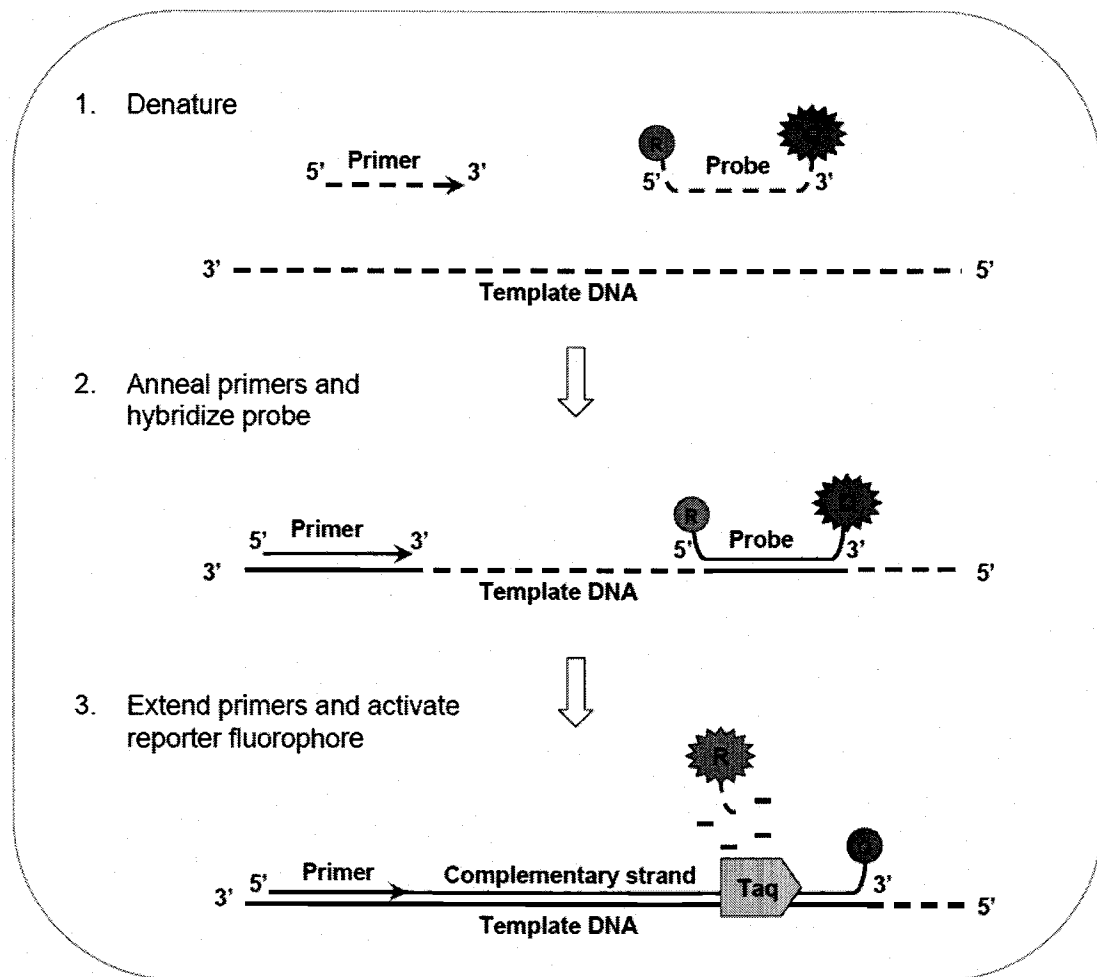 1. Denature
R
5’ Primer 3’
5’ Probe 3’
3’ 5’
Template DNA
2. Anneal primers and
hybridize probe
R Q
5’ Primer 3’
5’ Probe 3’
3’ 5’
Template DNA
3. Extend primers and activate
reporter fluorophore
R
Q
5’ Primer Complementary strand Taq 3’
3’ 5’
Template DNA